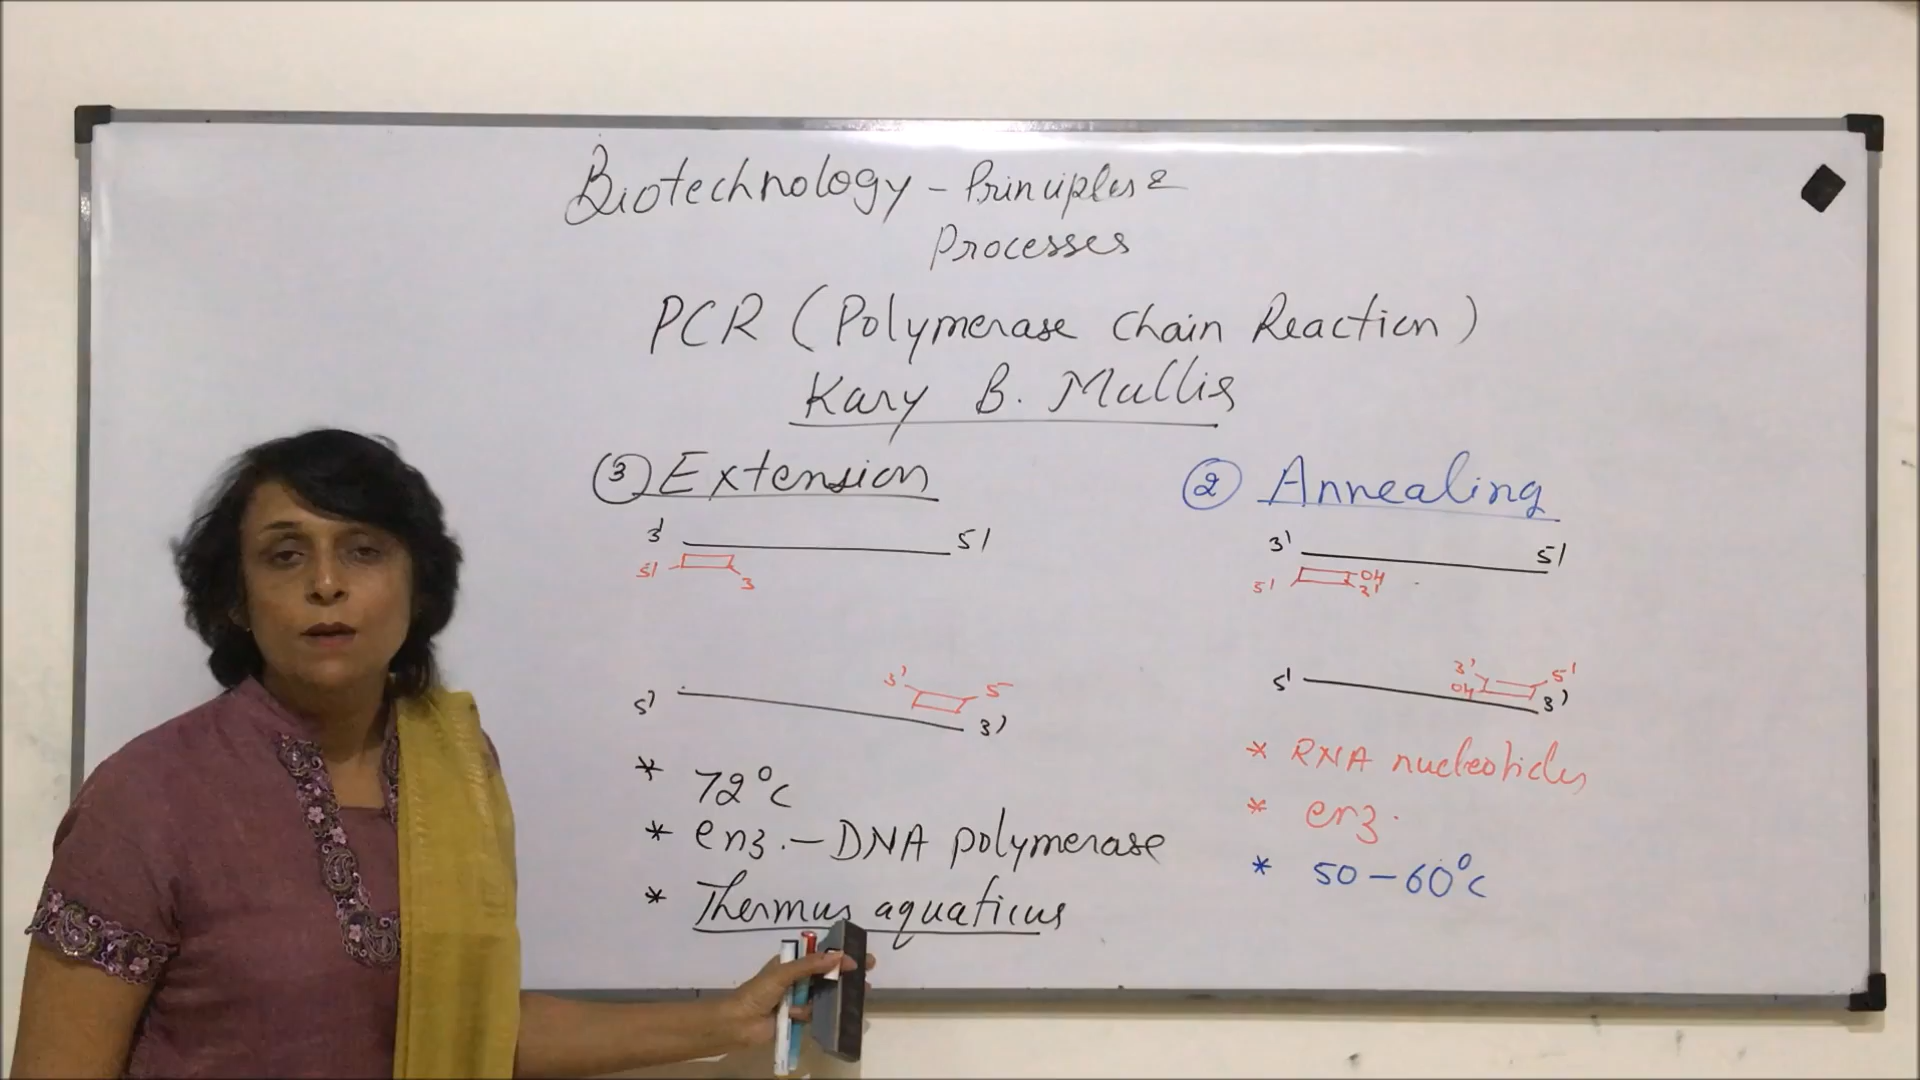 Biotechnology - Principles &
Processes
PCR (Polymerase Chain Reaction)
Kary B. Mullis
③ Extension
3' 5'
5' 3
3' 5
5' 3'
* 72°C
* enz. - DNA polymerase
* Thermus aquaticus
② Annealing
3' 5'
5' OH
3'
3' 5'
OH
5' 3'
* RNA nucleotides
* enz.
* 50 - 60°C